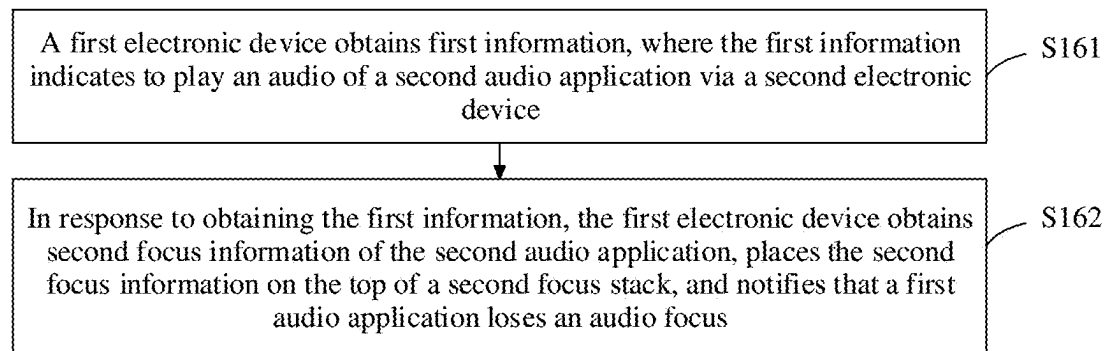 A first electronic device obtains first information, where the first information
indicates to play an audio of a second audio application via a second electronic
device
S161
In response to obtaining the first information, the first electronic device obtains
second focus information of the second audio application, places the second
focus information on the top of a second focus stack, and notifies that a first
audio application loses an audio focus
S162